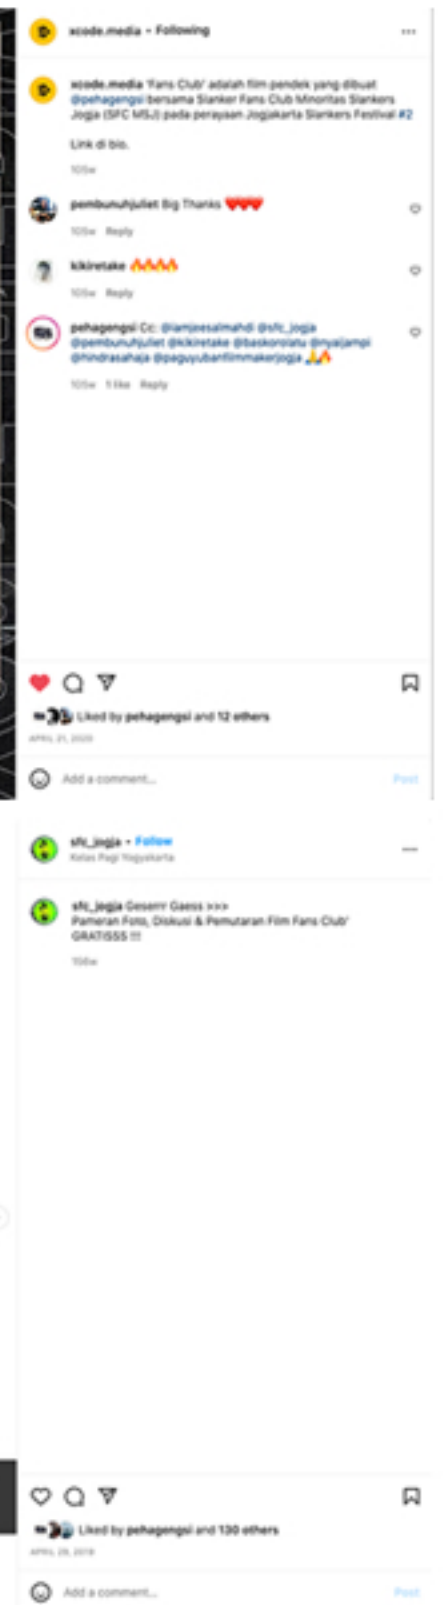 xcode.media • Following
xcode.media 'Fans Club' adalah film pendek yang dibuat
@pehagengsi bersama Slanker Fans Club Minoritas Slankers
Jogja (SFC MSJ) pada perayaan Jogjakarta Slankers Festival #2
Link di bio.
105w
pembunuhjuliet Big Thanks ❤️❤️❤️
105w Reply
kikiretake 🔥🔥🔥🔥
105w Reply
pehagengsi Cc: @iamjoesalmahdi @sfc_jogja
@pembunuhjuliet @kikiretake @baskorolatu @nyaijampi
@hindrasahaja @paguyubanfilmmakerjogja 🙏🔥
105w 1 like Reply
Liked by pehagengsi and 12 others
APRIL 21, 2020
Add a comment... Post
sfc_jogja • Follow
Kelas Pagi Yogyakarta
sfc_jogja Geserrr Gaess >>>
Pameran Foto, Diskusi & Pemutaran Film Fans Club'
GRATISSS !!!
156w
Liked by pehagengsi and 130 others
APRIL 29, 2019
Add a comment... Post